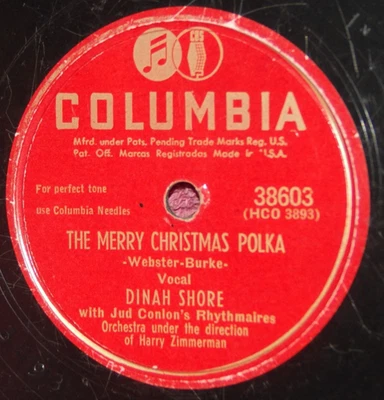 COLUMBIA
Mfrd. under Pats. Pending Trade Marks Reg. U.S.
Pat. Off. Marcas Registradas Made in U.S.A.
For perfect tone
use Columbia Needles
38603
(HCO 3893)
THE MERRY CHRISTMAS POLKA
-Webster-Burke-
Vocal
DINAH SHORE
with Jud Conlon's Rhythmaires
Orchestra under the direction
of Harry Zimmerman